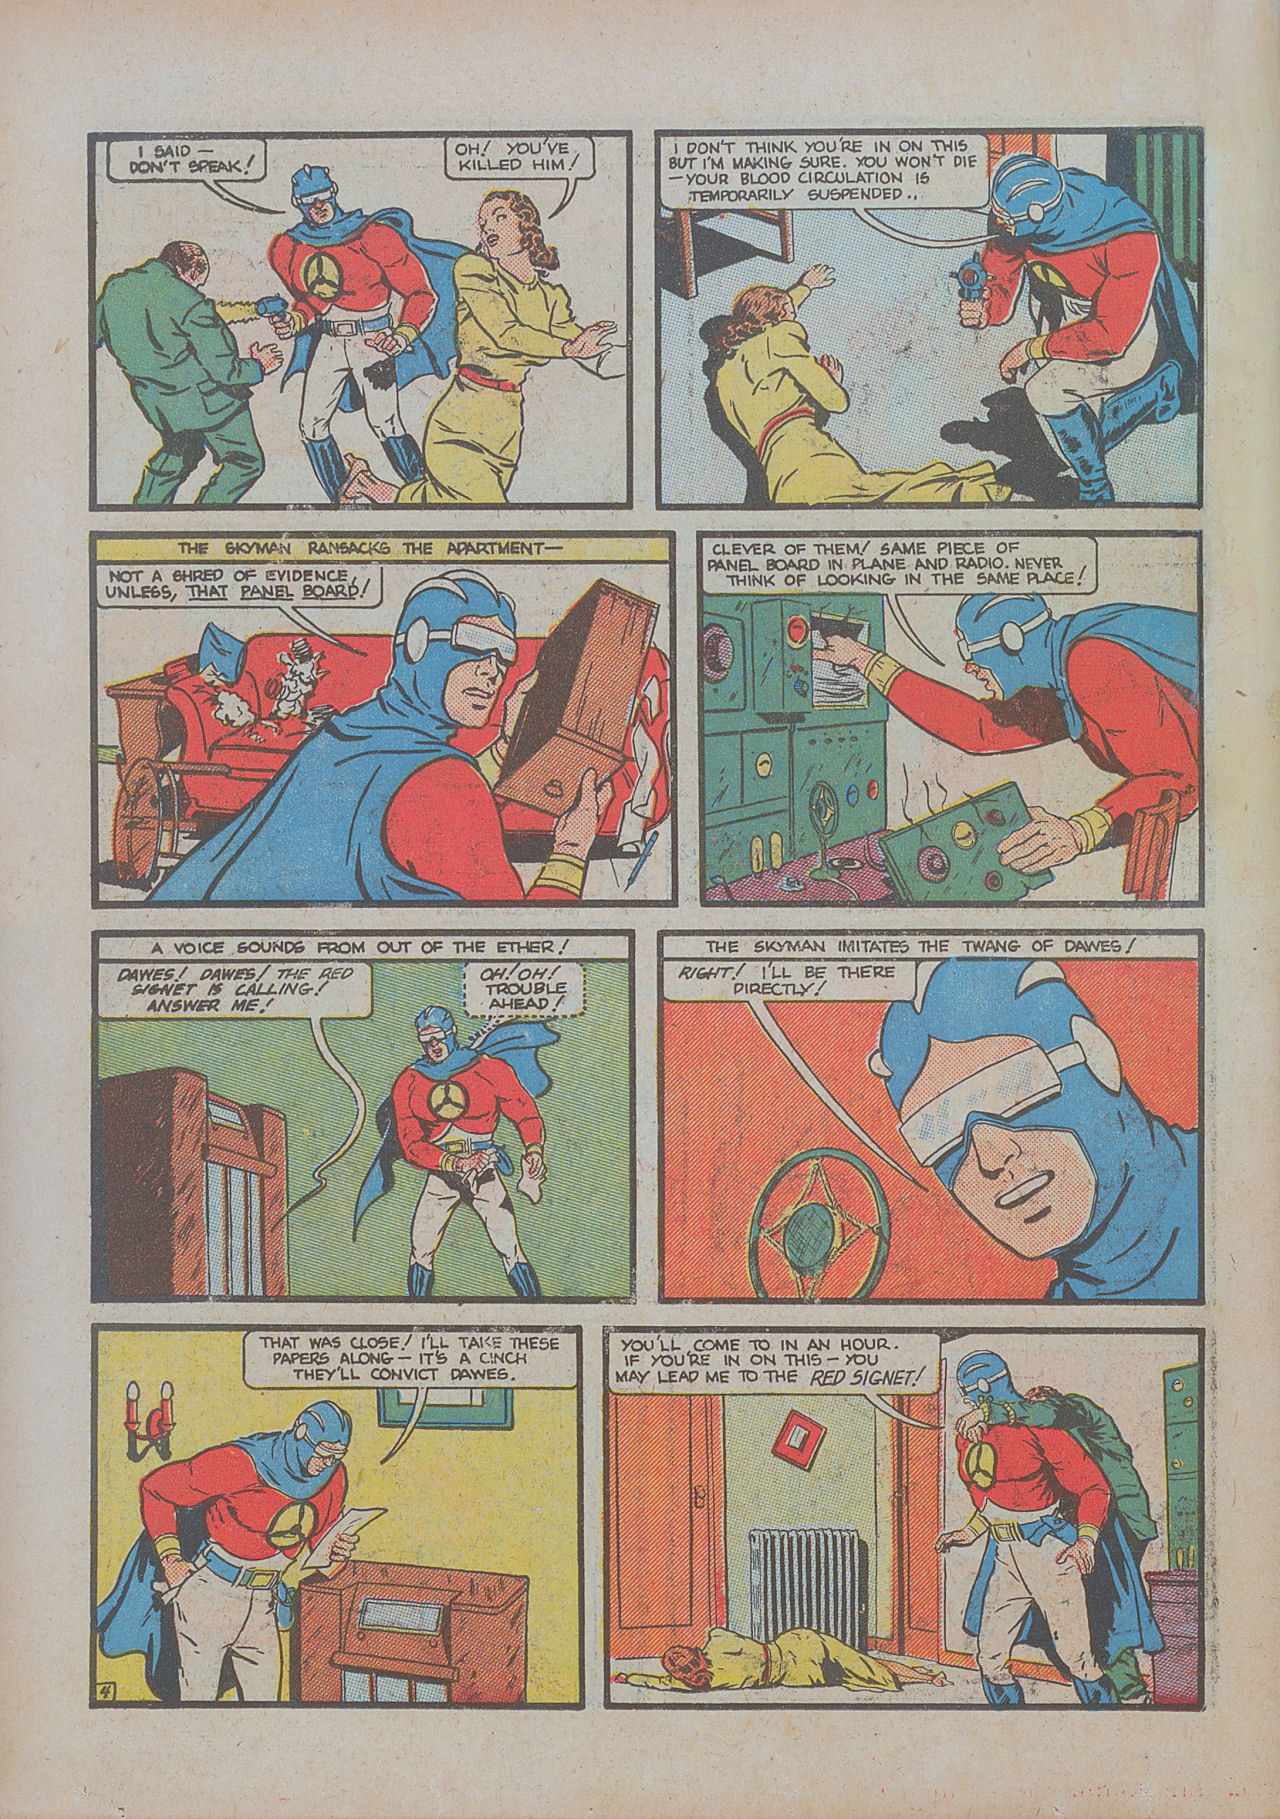 I SAID —
DON'T SPEAK!
OH! YOU'VE
KILLED HIM!
I DON'T THINK YOU'RE IN ON THIS
BUT I'M MAKING SURE. YOU WON'T DIE
— YOUR BLOOD CIRCULATION IS
TEMPORARILY SUSPENDED..
THE SKYMAN RANSACKS THE APARTMENT—
NOT A SHRED OF EVIDENCE,
UNLESS, THAT PANEL BOARD!
CLEVER OF THEM! SAME PIECE OF
PANEL BOARD IN PLANE AND RADIO. NEVER
THINK OF LOOKING IN THE SAME PLACE!
A VOICE SOUNDS FROM OUT OF THE ETHER!
DAWES! DAWES! THE RED
SIGNET IS CALLING!
ANSWER ME!
OH! OH!
TROUBLE
AHEAD!
THE SKYMAN IMITATES THE TWANG OF DAWES!
RIGHT! I'LL BE THERE
DIRECTLY!
THAT WAS CLOSE! I'LL TAKE THESE
PAPERS ALONG — IT'S A CINCH
THEY'LL CONVICT DAWES.
4
YOU'LL COME TO IN AN HOUR.
IF YOU'RE IN ON THIS — YOU
MAY LEAD ME TO THE RED SIGNET!